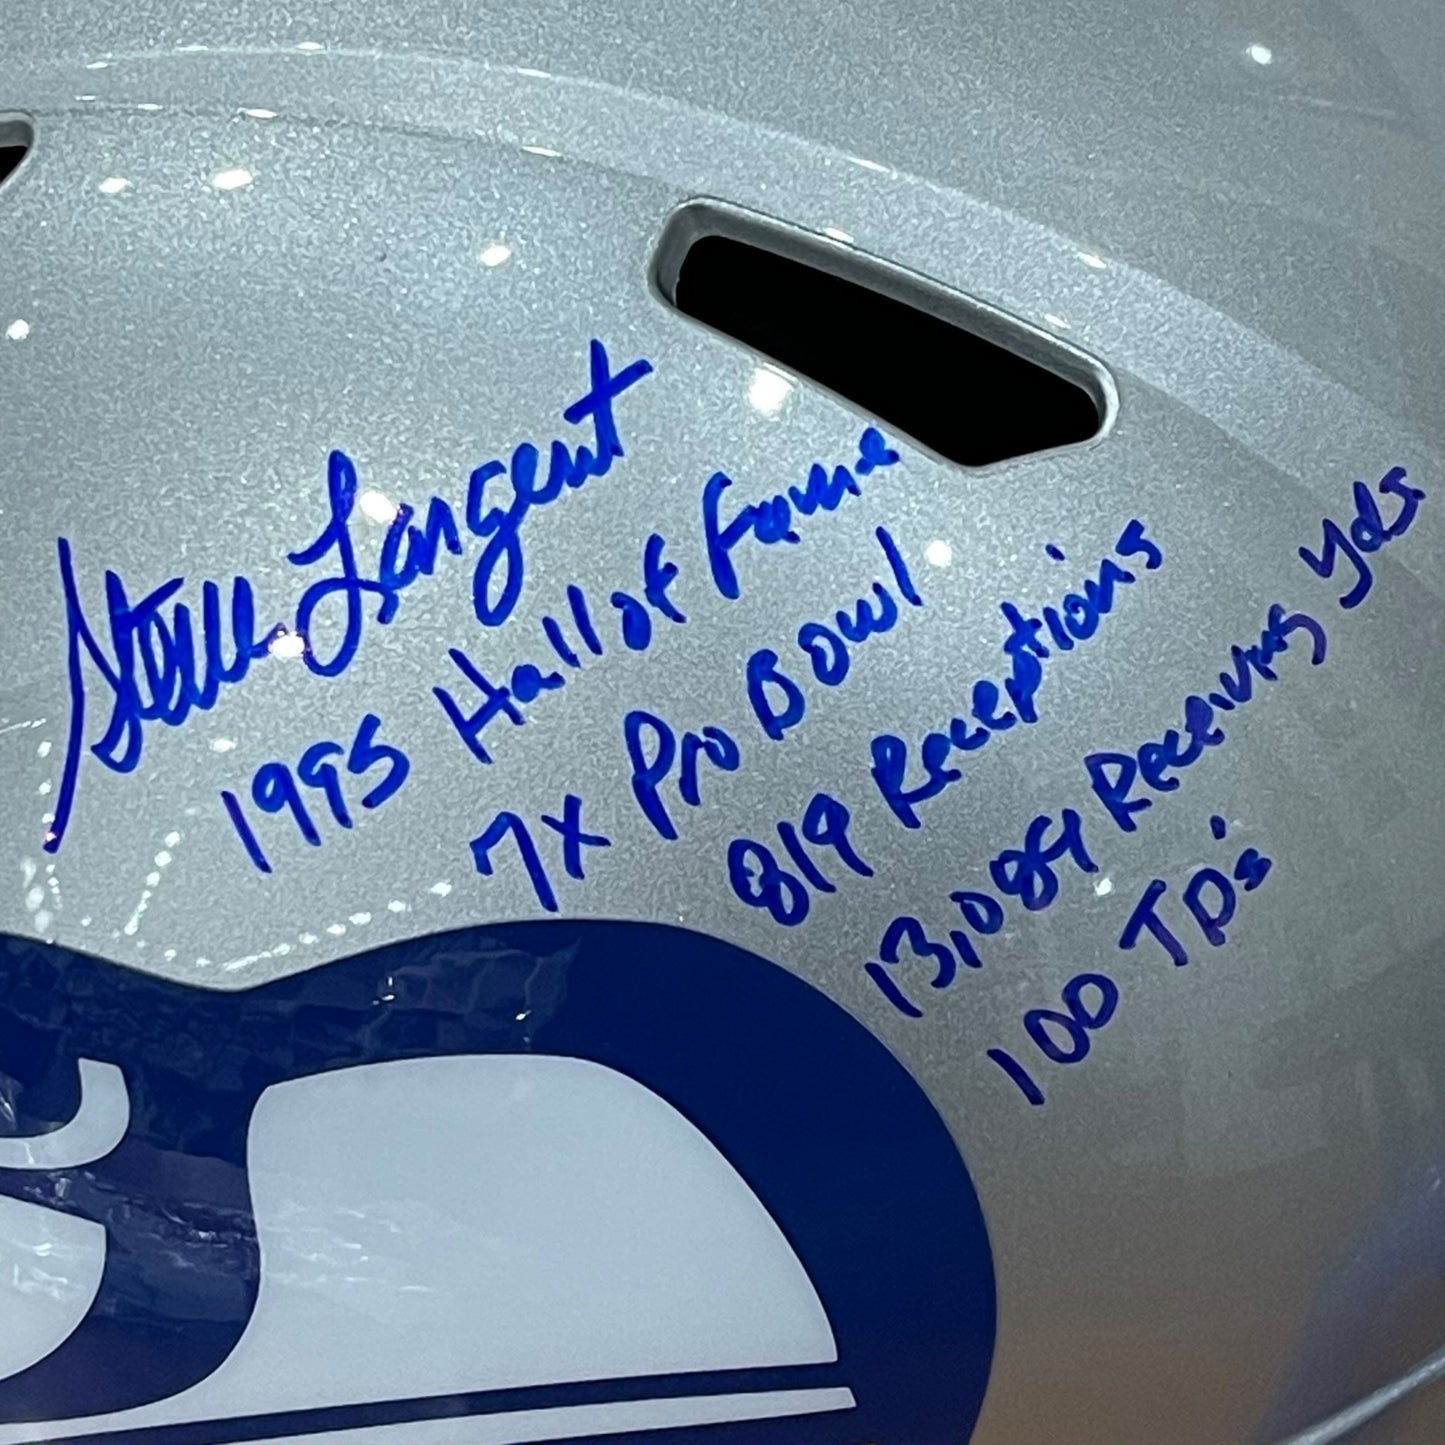 Steve Largent
1995 Hall of Fame
7X Pro Bowl
819 Receptions
13,089 Receiving Yds.
100 TD's